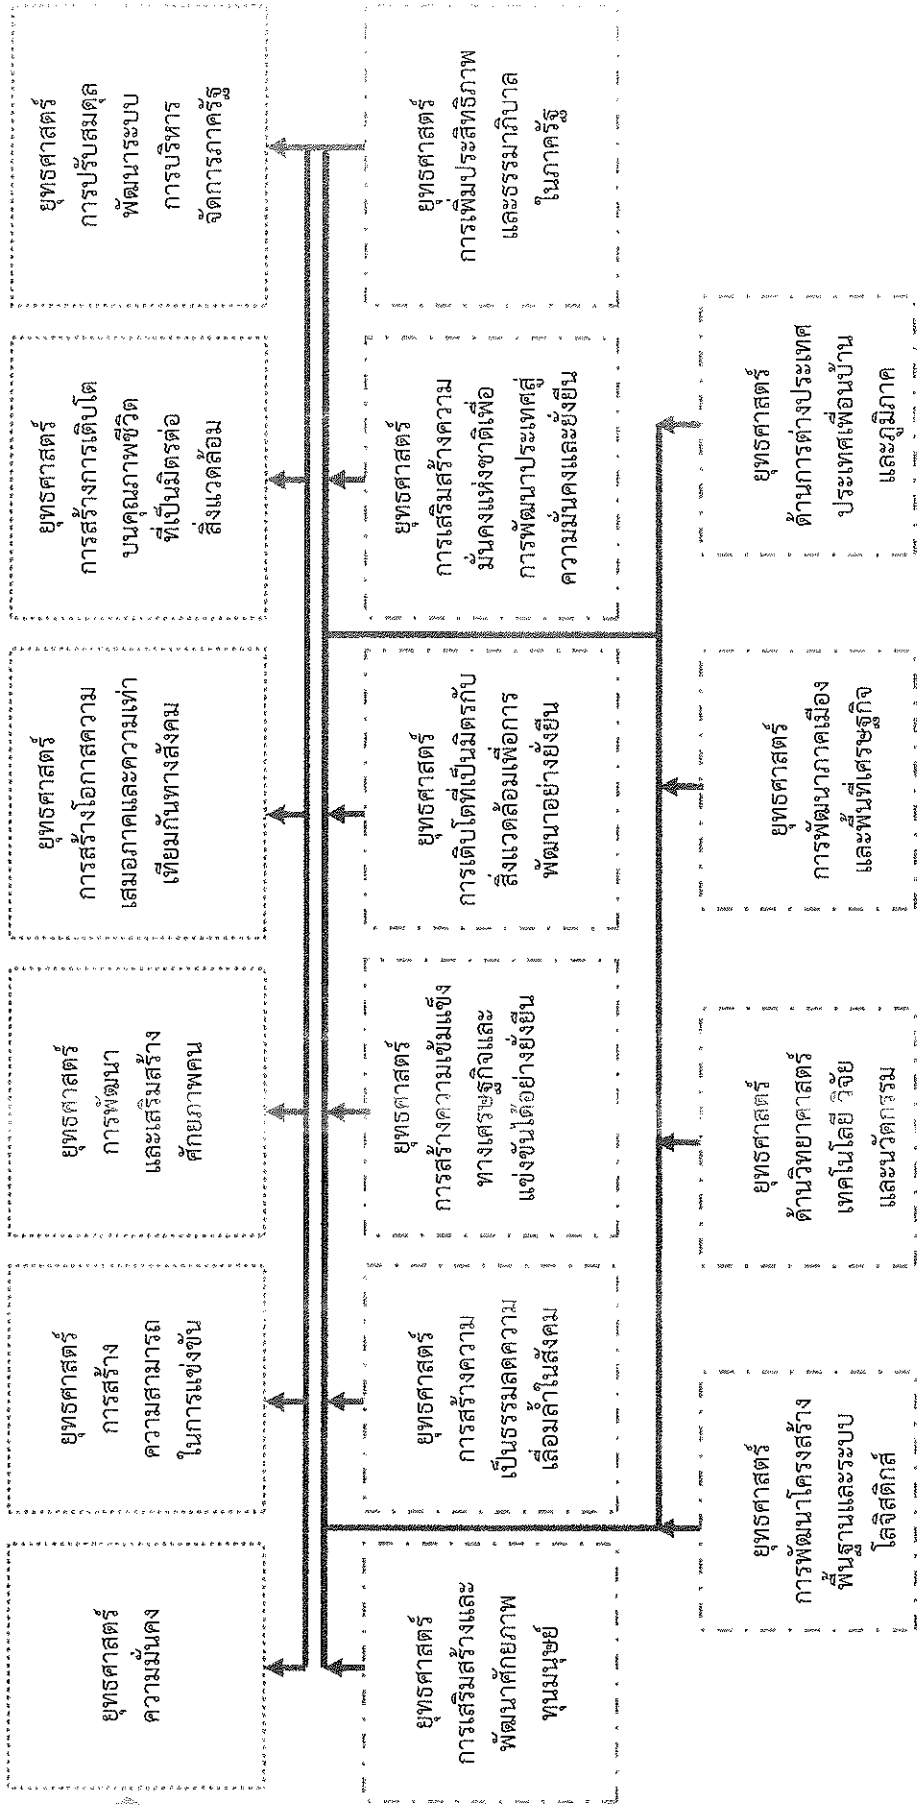 ยุทธศาสตร์
ความมั่นคง
ยุทธศาสตร์
การสร้าง
ความสามารถ
ในการแข่งขัน
ยุทธศาสตร์
การพัฒนา
และเสริมสร้าง
ศักยภาพคน
ยุทธศาสตร์
การสร้างโอกาสความ
เสมอภาคและความเท่า
เทียมกันทางสังคม
ยุทธศาสตร์
การสร้างการเติบโต
บนคุณภาพชีวิต
ที่เป็นมิตรต่อ
สิ่งแวดล้อม
ยุทธศาสตร์
การปรับสมดุล
พัฒนาระบบ
การบริหาร
จัดการภาครัฐ
ยุทธศาสตร์
การเสริมสร้างและ
พัฒนาศักยภาพ
ทุนมนุษย์
ยุทธศาสตร์
การสร้างความ
เป็นธรรมลดความ
เลื่อมล้ำในสังคม
ยุทธศาสตร์
การสร้างความเข้มแข็ง
ทางเศรษฐกิจและ
แข่งขันได้อย่างยั่งยืน
ยุทธศาสตร์
การเติบโตที่เป็นมิตรกับ
สิ่งแวดล้อมเพื่อการ
พัฒนาอย่างยั่งยืน
ยุทธศาสตร์
การเสริมสร้างความ
มั่นคงแห่งชาติเพื่อ
การพัฒนาประเทศสู่
ความมั่นคงและยั่งยืน
ยุทธศาสตร์
การเพิ่มประสิทธิภาพ
และธรรมาภิบาล
ในภาครัฐ
ยุทธศาสตร์
การพัฒนาโครงสร้าง
พื้นฐานและระบบ
โลจิสติกส์
ยุทธศาสตร์
ด้านวิทยาศาสตร์
เทคโนโลยี วิจัย
และนวัตกรรม
ยุทธศาสตร์
การพัฒนาภาคเมือง
และพื้นที่เศรษฐกิจ
ยุทธศาสตร์
ด้านการต่างประเทศ
ประเทศเพื่อนบ้าน
และภูมิภาค